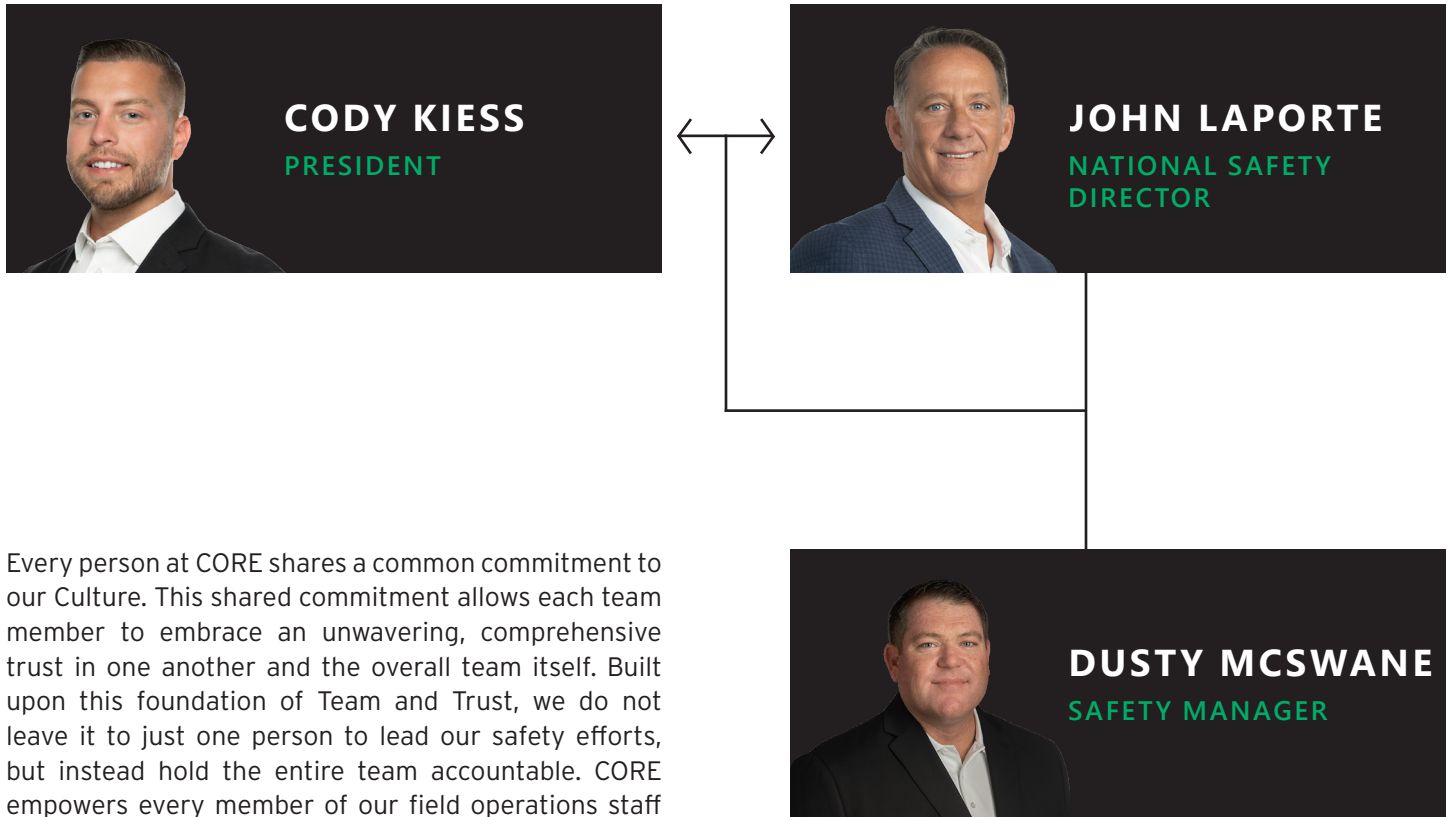 CODY KIESS
PRESIDENT
JOHN LAPORTE
NATIONAL SAFETY
DIRECTOR
Every person at CORE shares a common commitment to
our Culture. This shared commitment allows each team
member to embrace an unwavering, comprehensive
trust in one another and the overall team itself. Built
upon this foundation of Team and Trust, we do not
leave it to just one person to lead our safety efforts,
but instead hold the entire team accountable. CORE
empowers every member of our field operations staff
DUSTY MCSWANE
SAFETY MANAGER